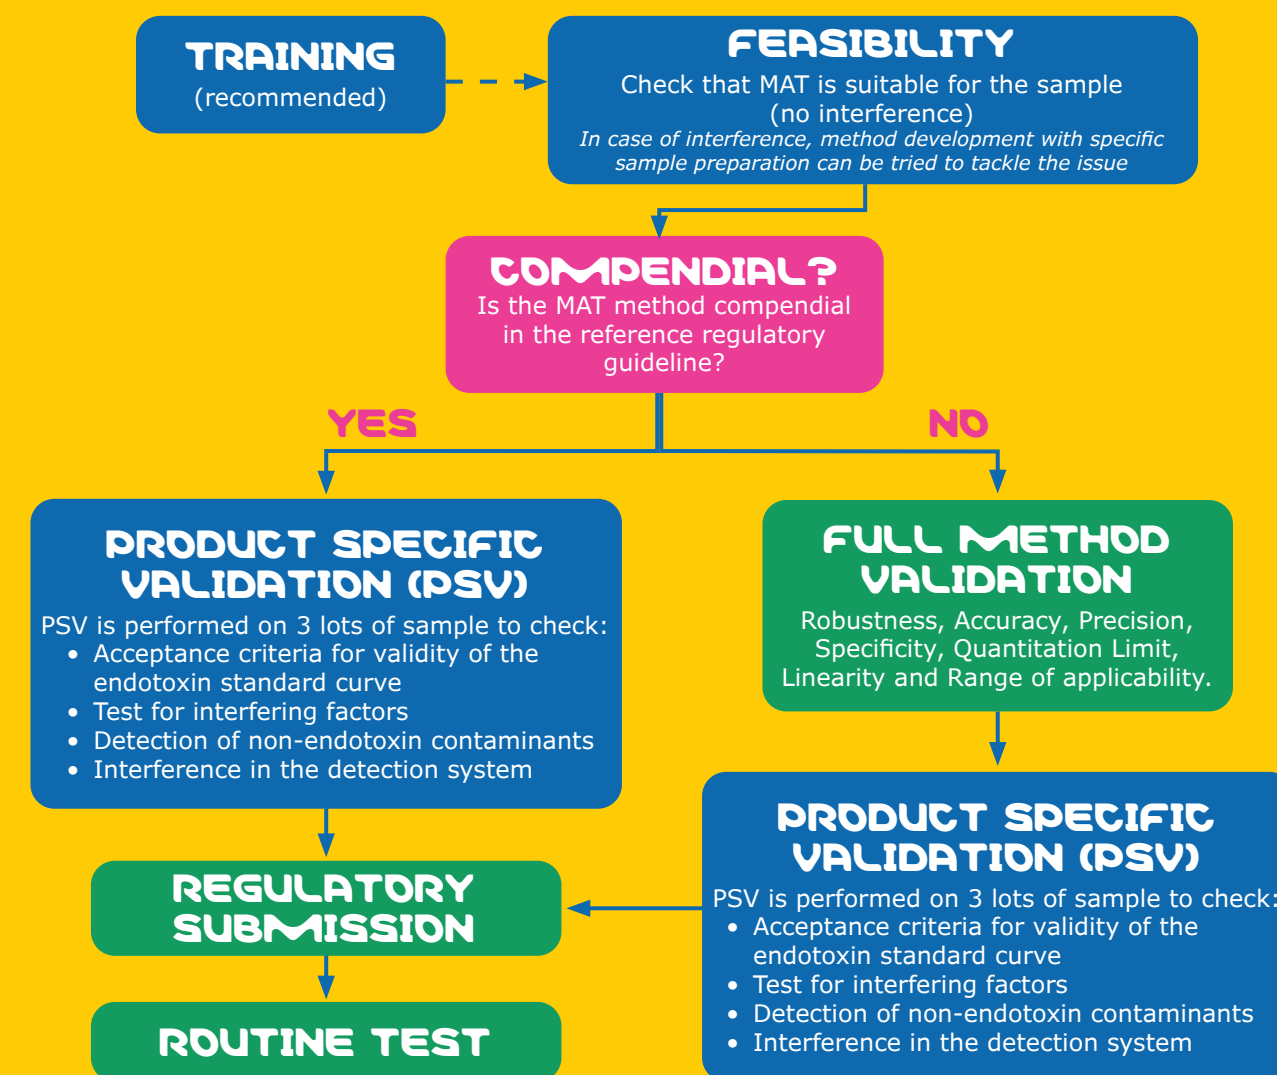 TRAINING
(recommended)
FEASIBILITY
Check that MAT is suitable for the sample
(no interference)
In case of interference, method development with specific
sample preparation can be tried to tackle the issue
COMPENDIAL?
Is the MAT method compendial
in the reference regulatory
guideline?
YES
NO
PRODUCT SPECIFIC
VALIDATION (PSV)
PSV is performed on 3 lots of sample to check:
• Acceptance criteria for validity of the
endotoxin standard curve
• Test for interfering factors
• Detection of non-endotoxin contaminants
• Interference in the detection system
FULL METHOD
VALIDATION
Robustness, Accuracy, Precision,
Specificity, Quantitation Limit,
Linearity and Range of applicability.
PRODUCT SPECIFIC
VALIDATION (PSV)
PSV is performed on 3 lots of sample to check:
• Acceptance criteria for validity of the
endotoxin standard curve
• Test for interfering factors
• Detection of non-endotoxin contaminants
• Interference in the detection system
REGULATORY
SUBMISSION
ROUTINE TEST